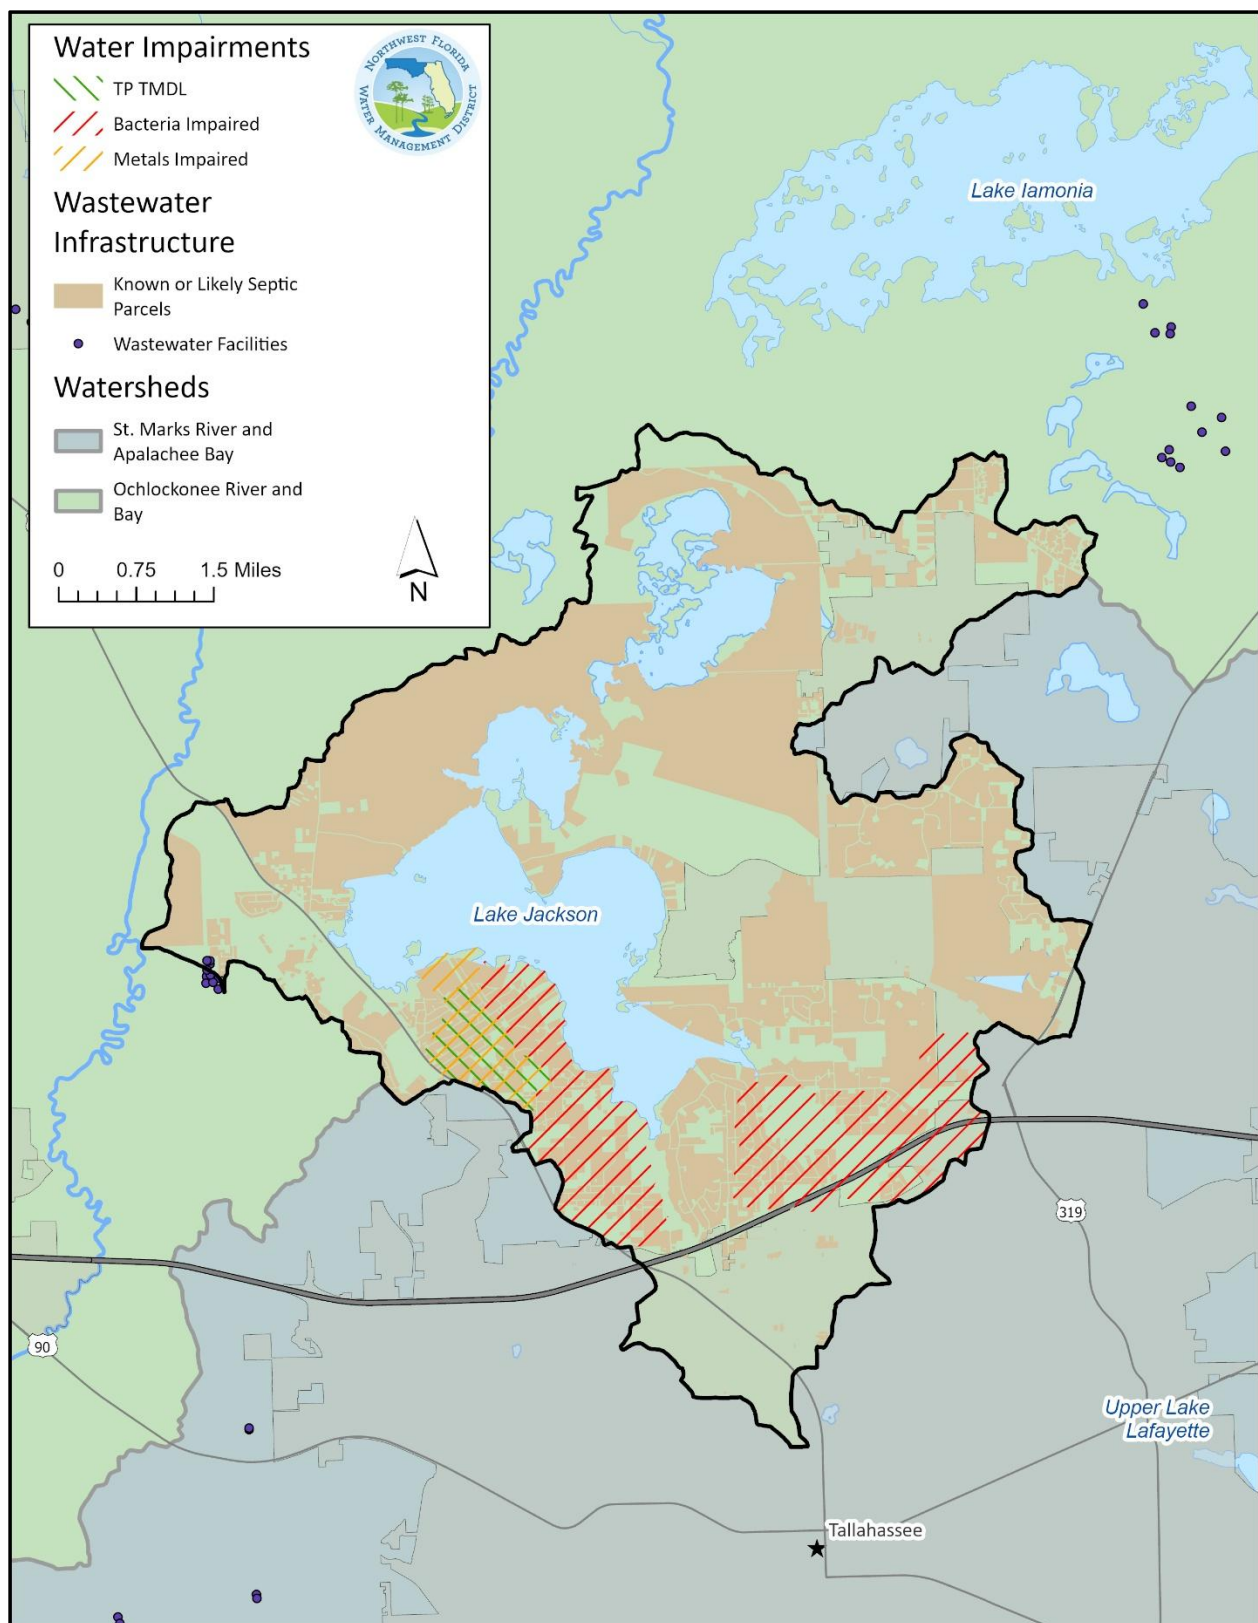 Water Impairments
TP TMDL
Bacteria Impaired
Metals Impaired
Wastewater
Infrastructure
Known or Likely Septic
Parcels
Wastewater Facilities
Watersheds
St. Marks River and
Apalachee Bay
Ochlockonee River and
Bay
0 0.75 1.5 Miles
N
NORTHWEST FLORIDA
WATER MANAGEMENT DISTRICT
Lake Iamonia
Lake Jackson
319
90
Upper Lake
Lafayette
Tallahassee